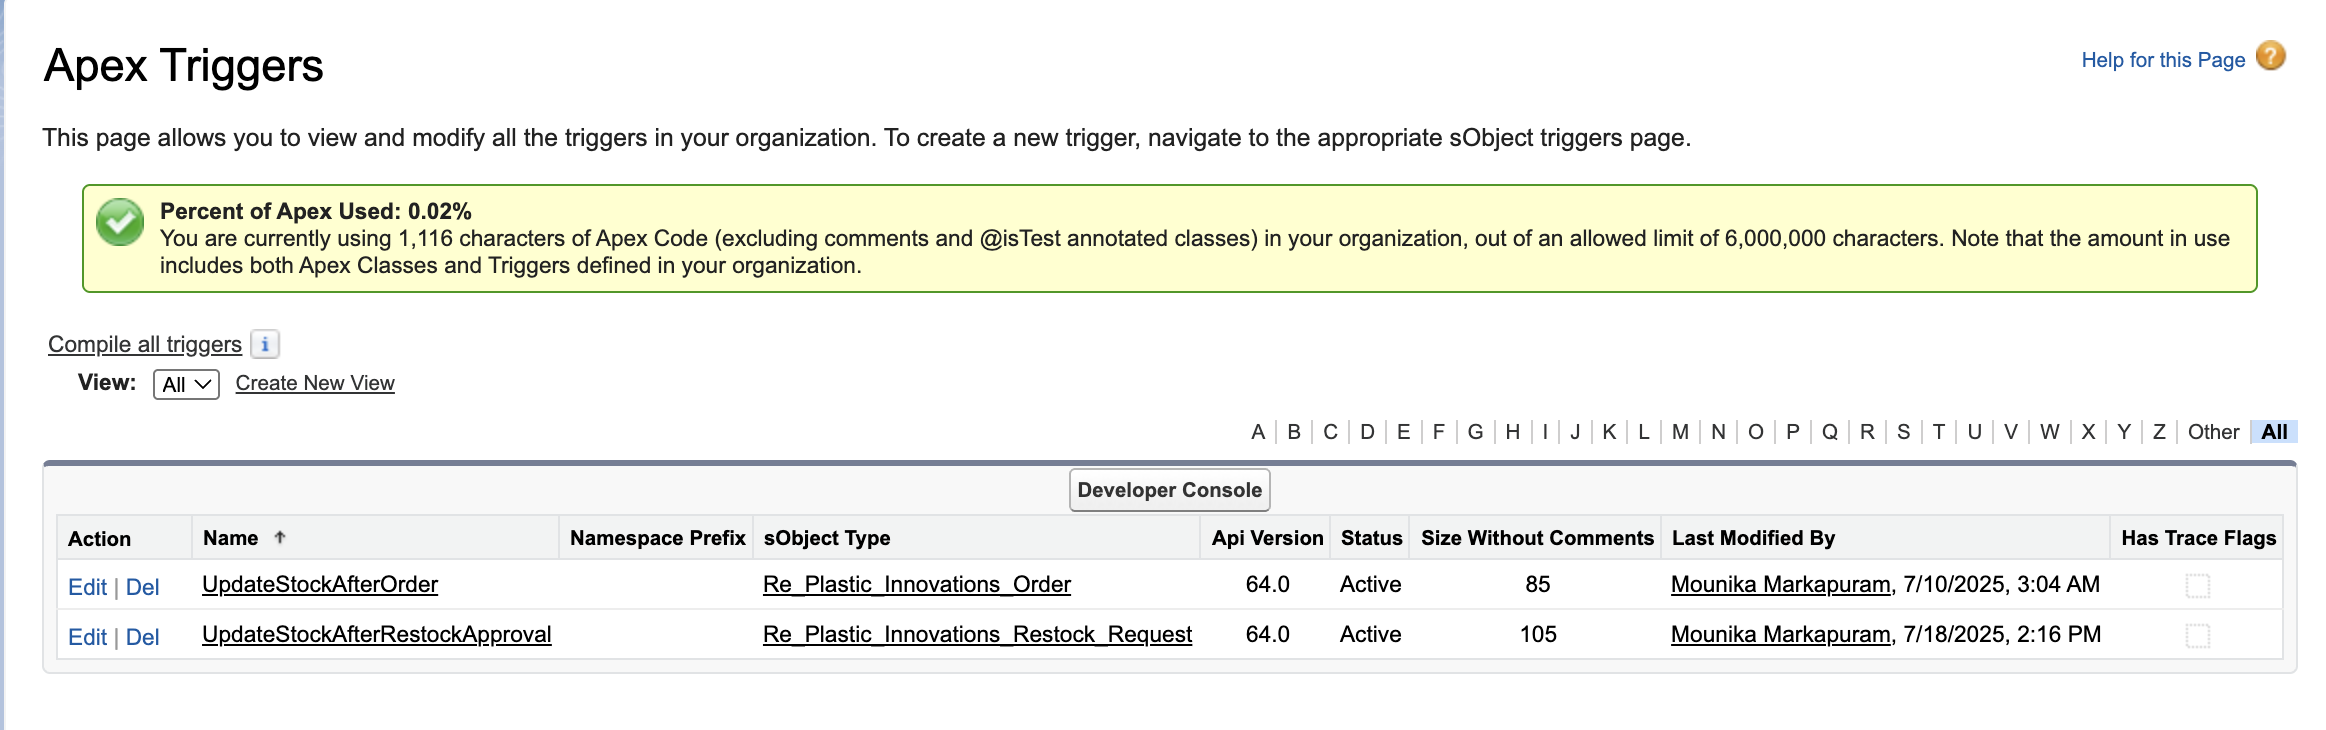 Apex Triggers
Help for this Page ?
This page allows you to view and modify all the triggers in your organization. To create a new trigger, navigate to the appropriate sObject triggers page.
Percent of Apex Used: 0.02%
You are currently using 1,116 characters of Apex Code (excluding comments and @isTest annotated classes) in your organization, out of an allowed limit of 6,000,000 characters. Note that the amount in use
includes both Apex Classes and Triggers defined in your organization.
Compile all triggers i
View: All Create New View
A | B | C | D | E | F | G | H | I | J | K | L | M | N | O | P | Q | R | S | T | U | V | W | X | Y | Z | Other | All
Developer Console
Action Name ↑ Namespace Prefix sObject Type Api Version Status Size Without Comments Last Modified By Has Trace Flags
Edit | Del UpdateStockAfterOrder Re_Plastic_Innovations_Order 64.0 Active 85 Mounika Markapuram, 7/10/2025, 3:04 AM
Edit | Del UpdateStockAfterRestockApproval Re_Plastic_Innovations_Restock_Request 64.0 Active 105 Mounika Markapuram, 7/18/2025, 2:16 PM